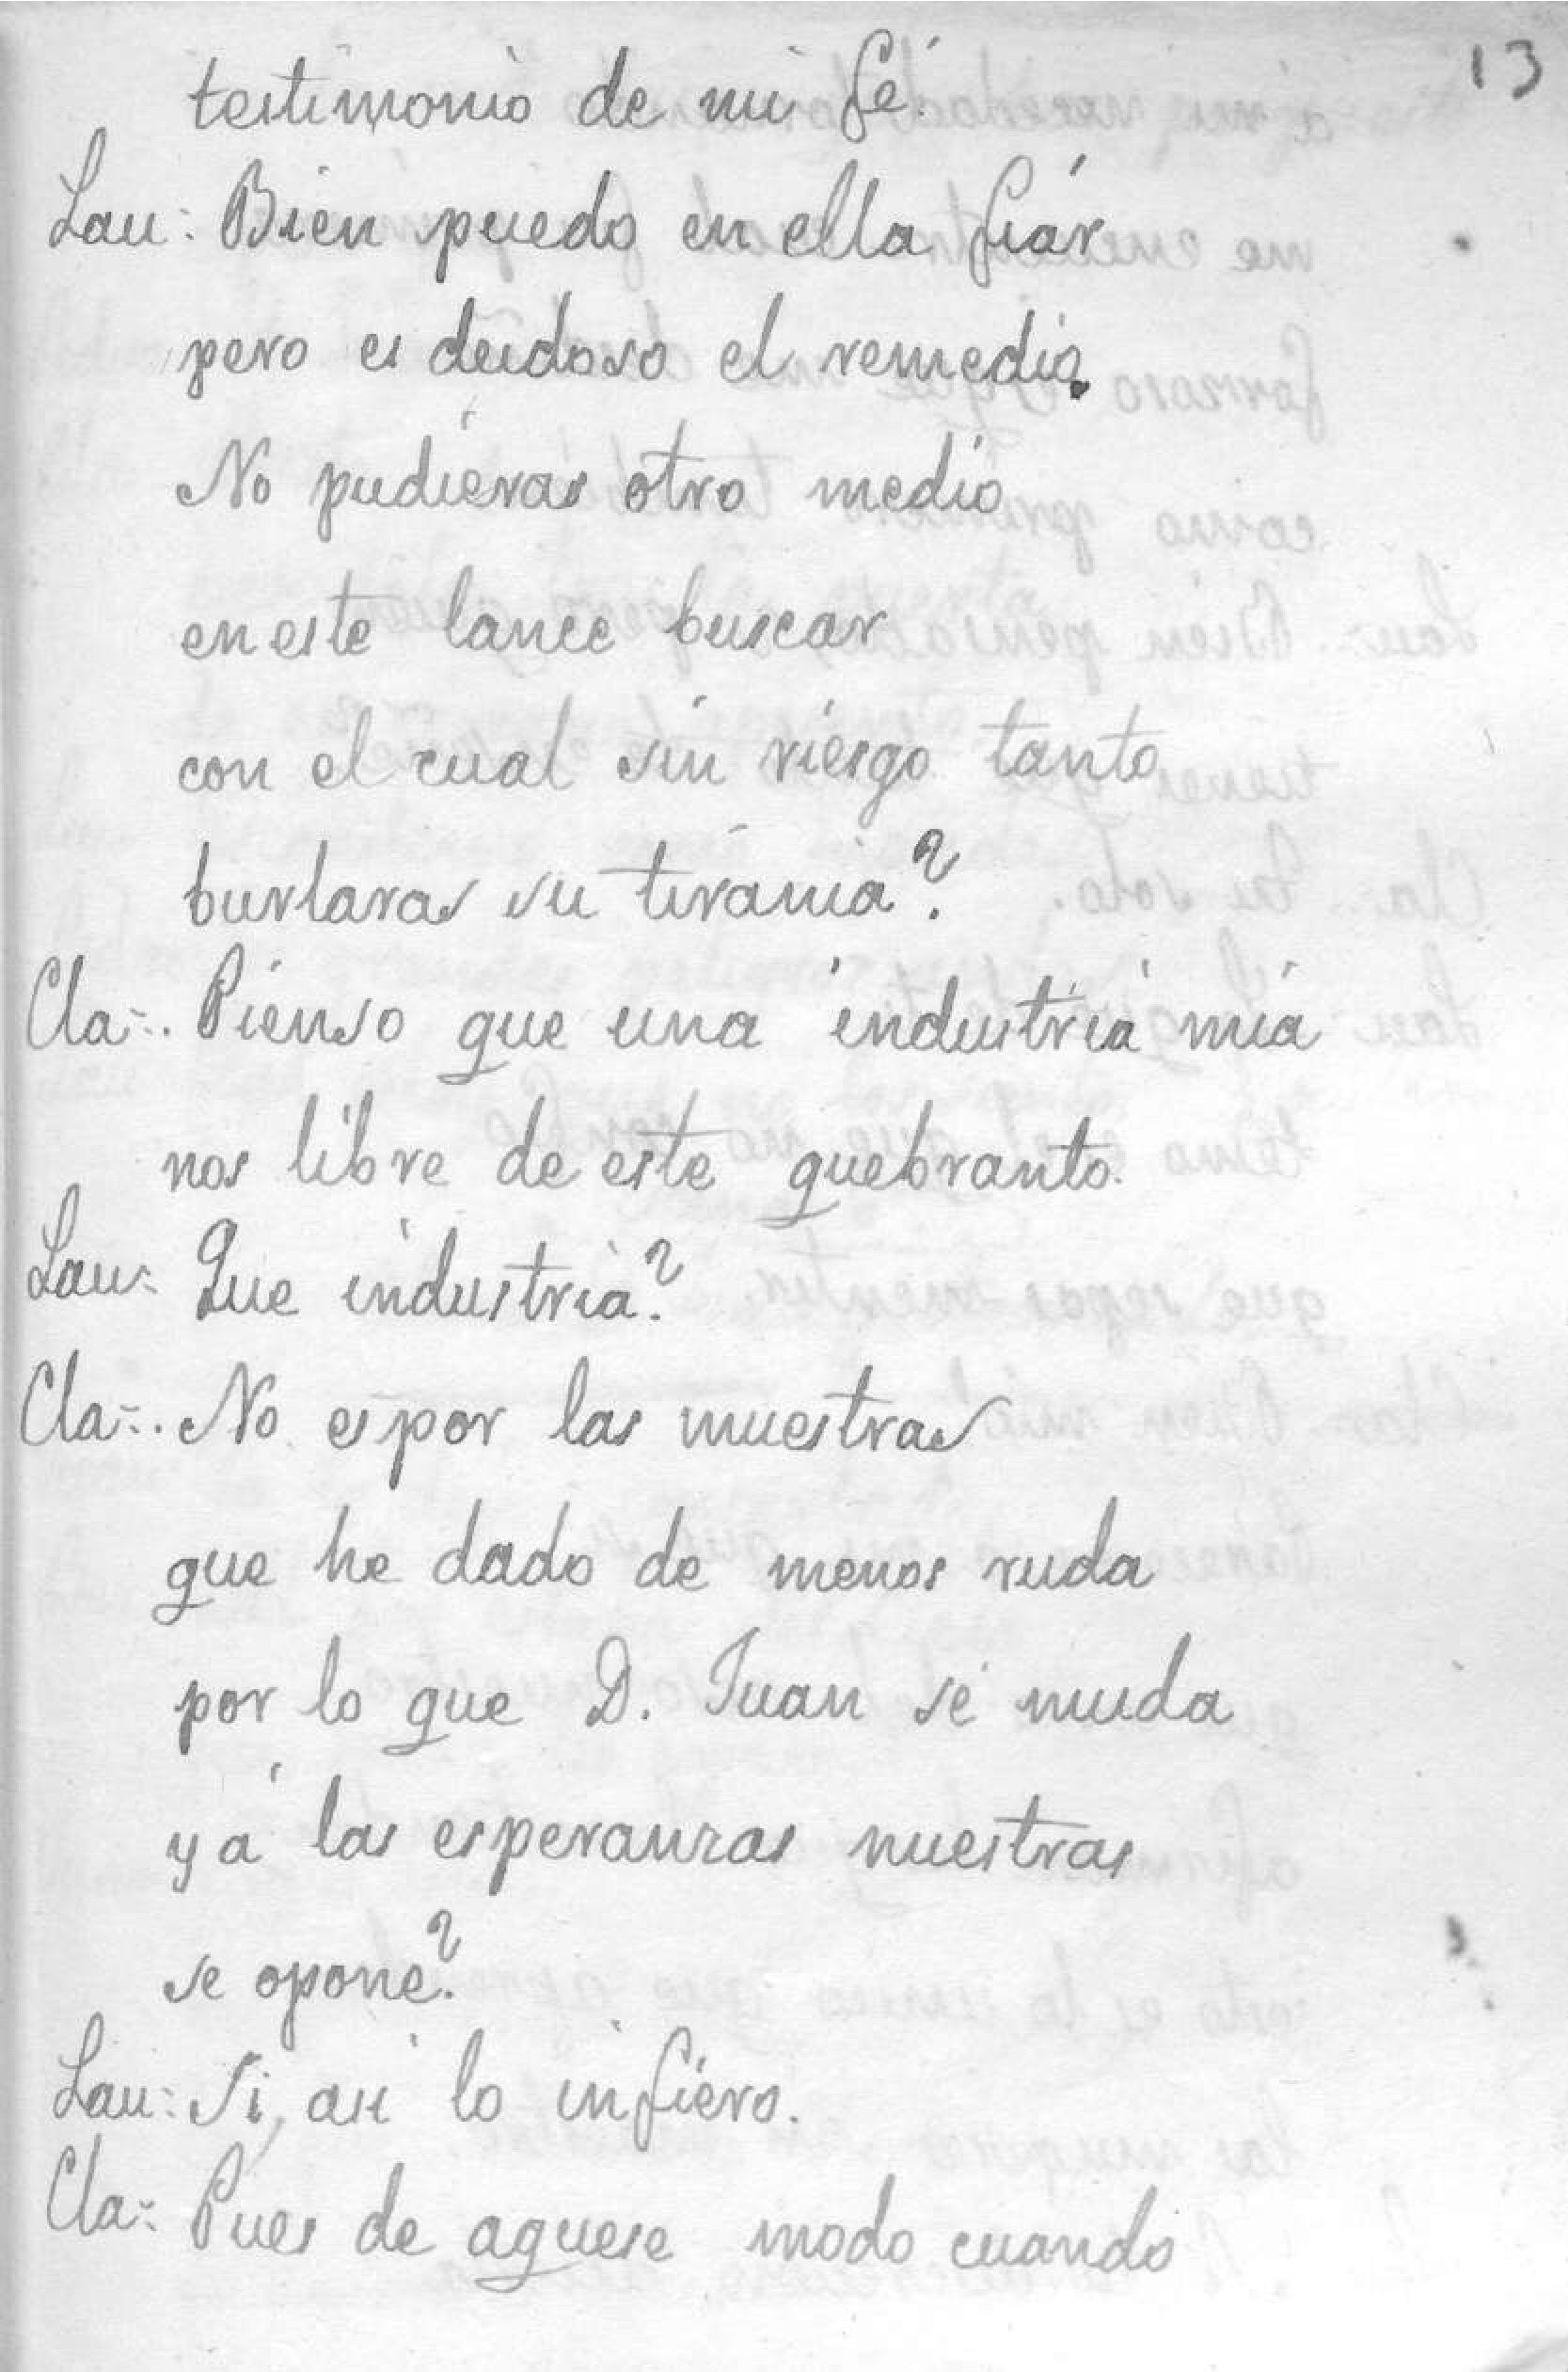 13
testimonio de mi fé.
Lau: Bien puedo en ella fiár
pero es dudoso el remedio.
No pudieras otro medio
en este lance buscar
con el cual sin riesgo tanto
burlaras su tirania?
Cla:. Pienso que una industria mia
nos libre de este quebranto.
Lau: Que industria?
Cla:. No es por las muestras
que he dado de menos ruda
por lo que D. Juan se muda
y á las esperanzas nuestras
se opone?
Lau: Si, asi lo infiero.
Cla: Pues de aquese modo cuando